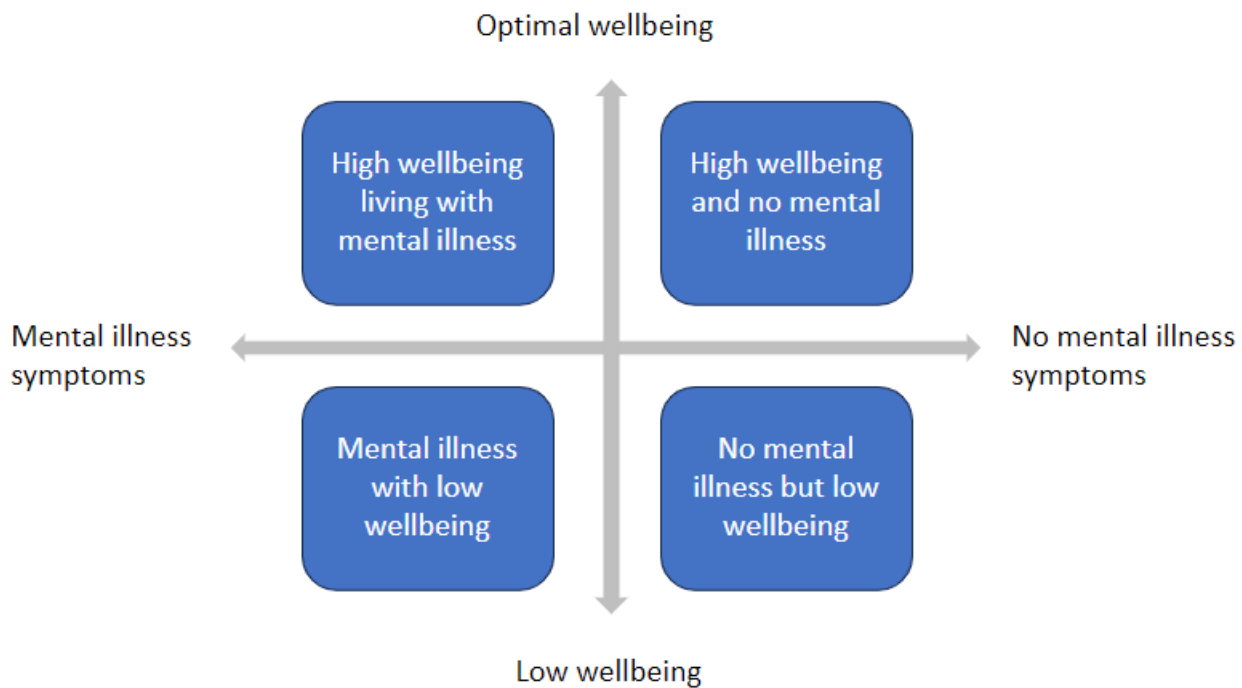 Optimal wellbeing
High wellbeing
living with
mental illness
High wellbeing
and no mental
illness
Mental illness
symptoms
No mental illness
symptoms
Mental illness
with low
wellbeing
No mental
illness but low
wellbeing
Low wellbeing